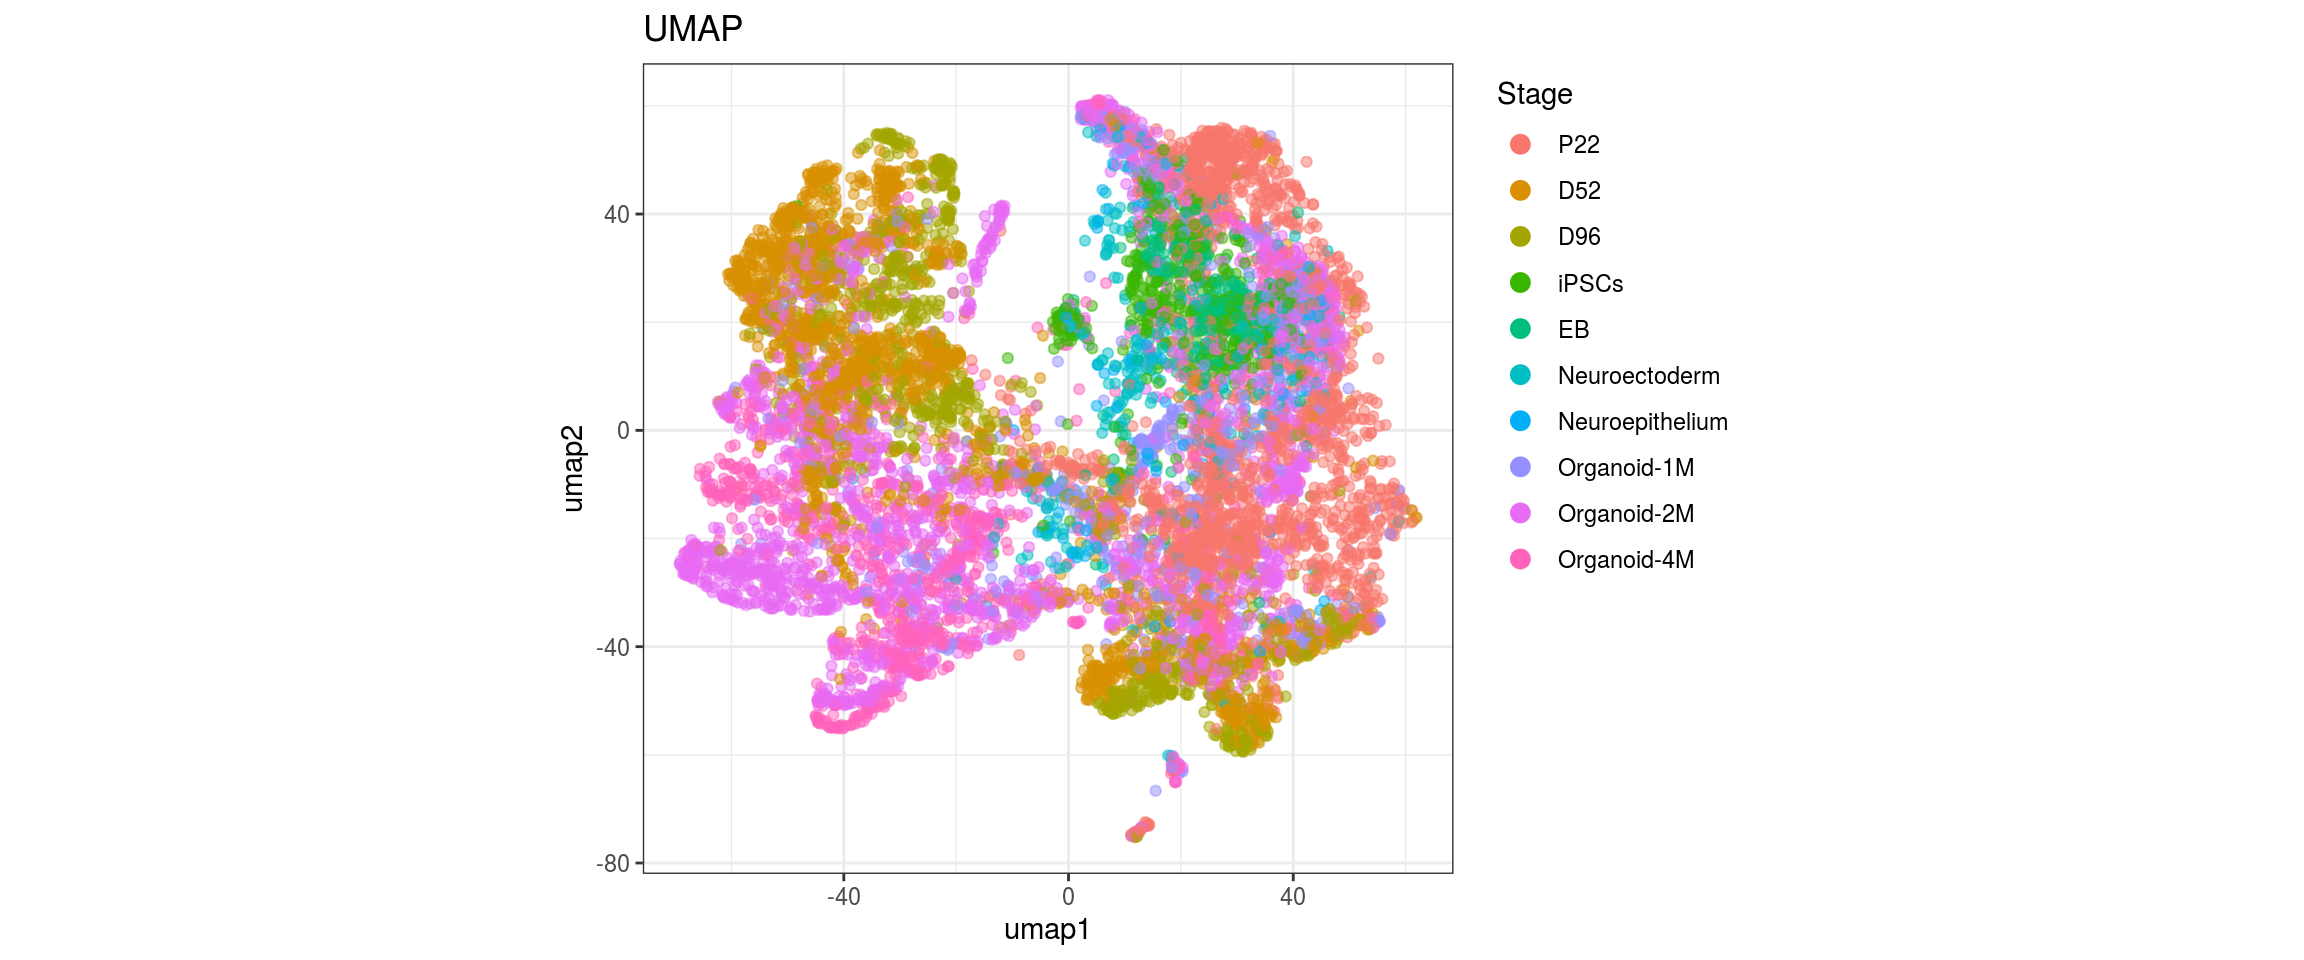 UMAP
Stage
P22
D52
D96
iPSCs
EB
Neuroectoderm
Neuroepithelium
Organoid-1M
Organoid-2M
Organoid-4M
umap2
40
0
-40
-80
-40
0
40
umap1